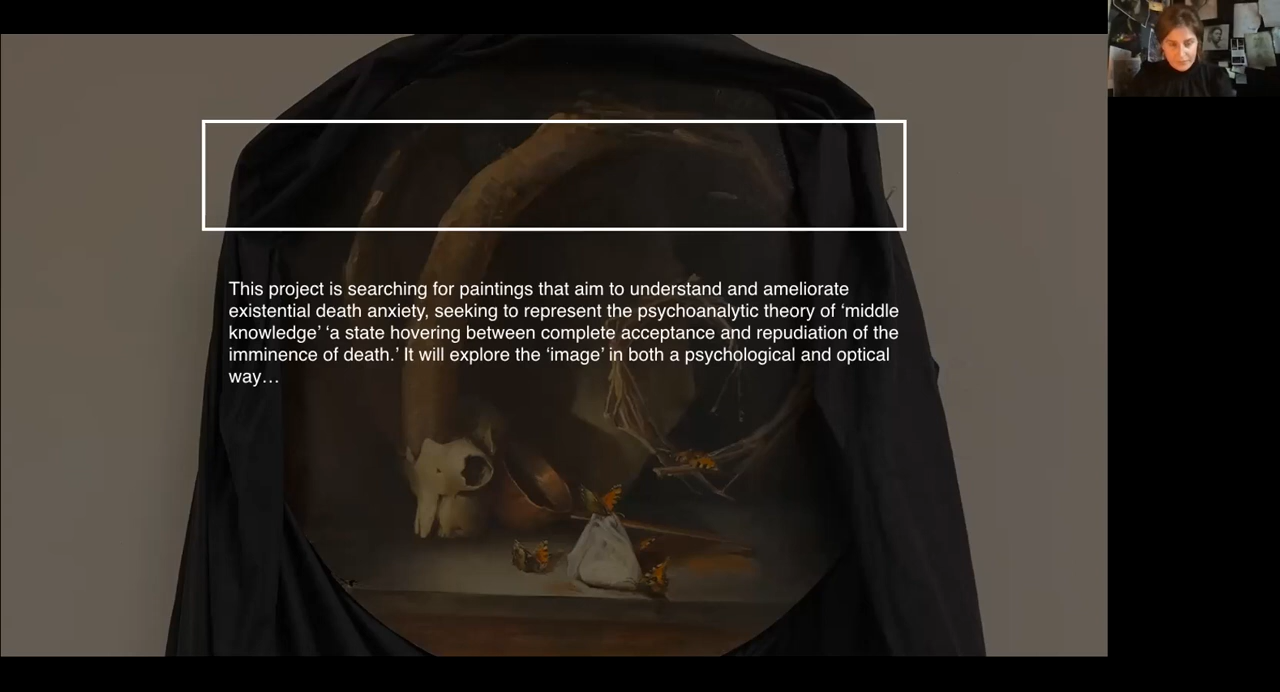 This project is searching for paintings that aim to understand and ameliorate
existential death anxiety, seeking to represent the psychoanalytic theory of ‘middle
knowledge’ ‘a state hovering between complete acceptance and repudiation of the
imminence of death.’ It will explore the ‘image’ in both a psychological and optical
way…